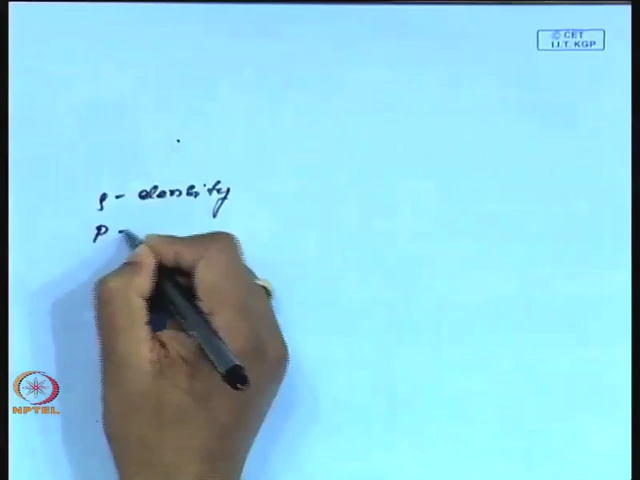 © CET
I.I.T. KGP
ρ - density
p -
NPTEL